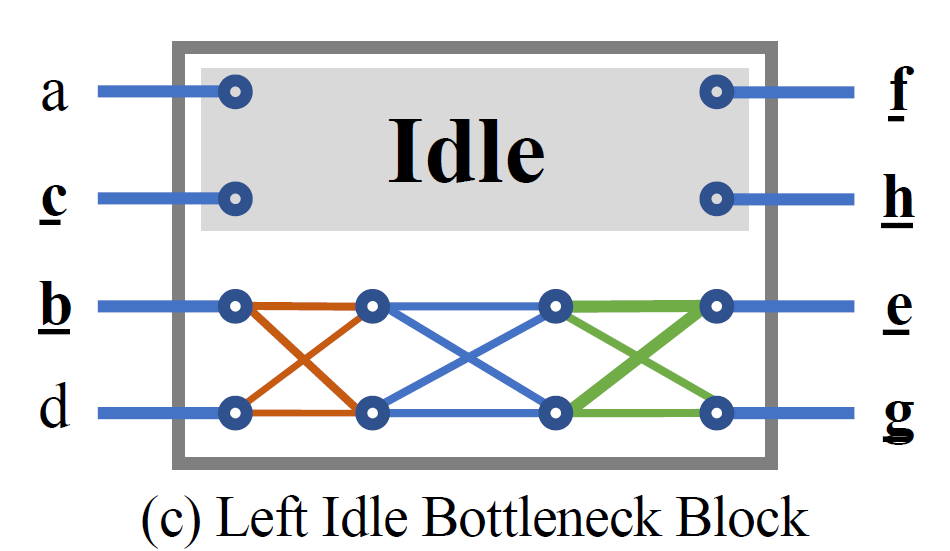 a f
Idle
c h
b e
d g
(c) Left Idle Bottleneck Block